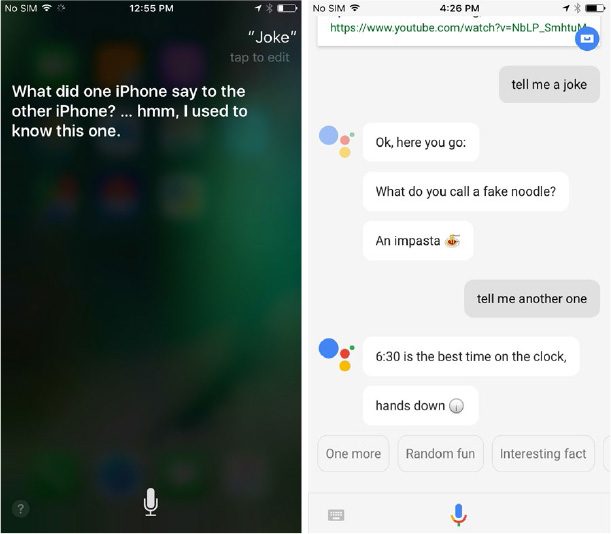 No SIM 12:55 PM
“Joke”
tap to edit
What did one iPhone say to the
other iPhone? ... hmm, I used to
know this one.
?
No SIM 4:26 PM
https://www.youtube.com/watch?v=NbLP_SmhtuM
tell me a joke
Ok, here you go:
What do you call a fake noodle?
An impasta
tell me another one
6:30 is the best time on the clock,
hands down
One more Random fun Interesting fact